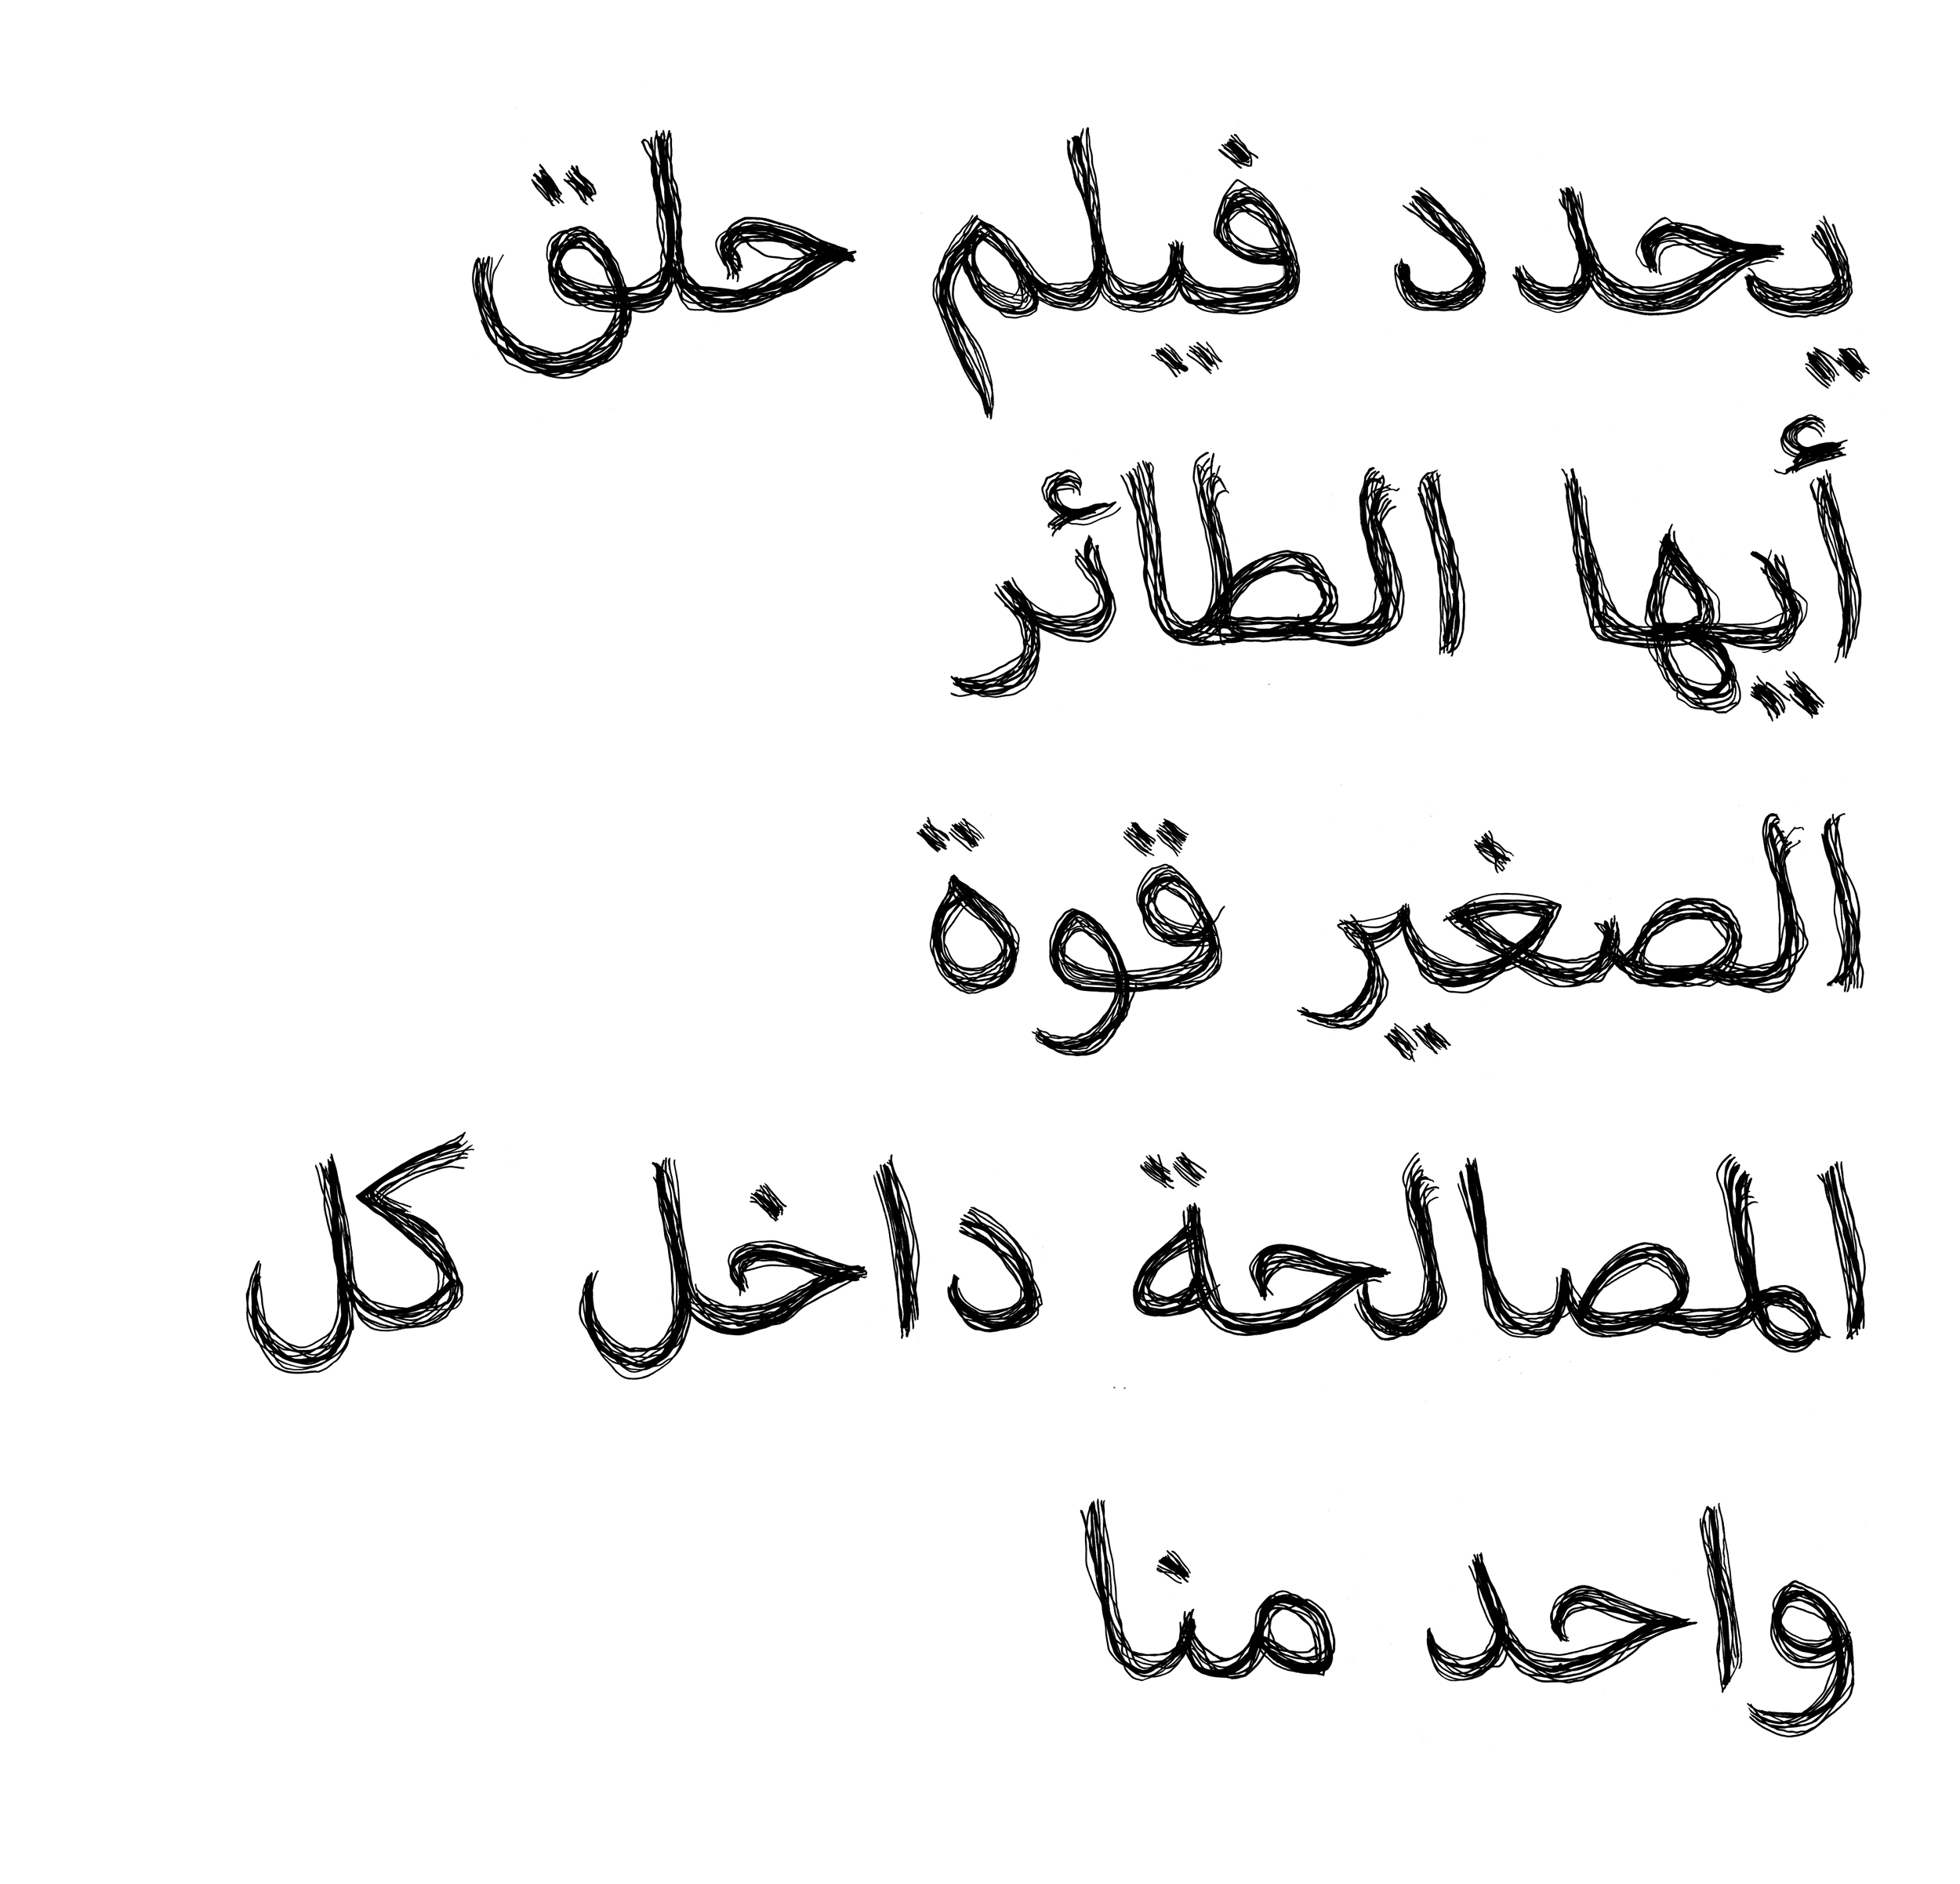 يحدد فيلم حلق
أيها الطائر
الصغير قوة
المصالحة داخل كل
واحد منا